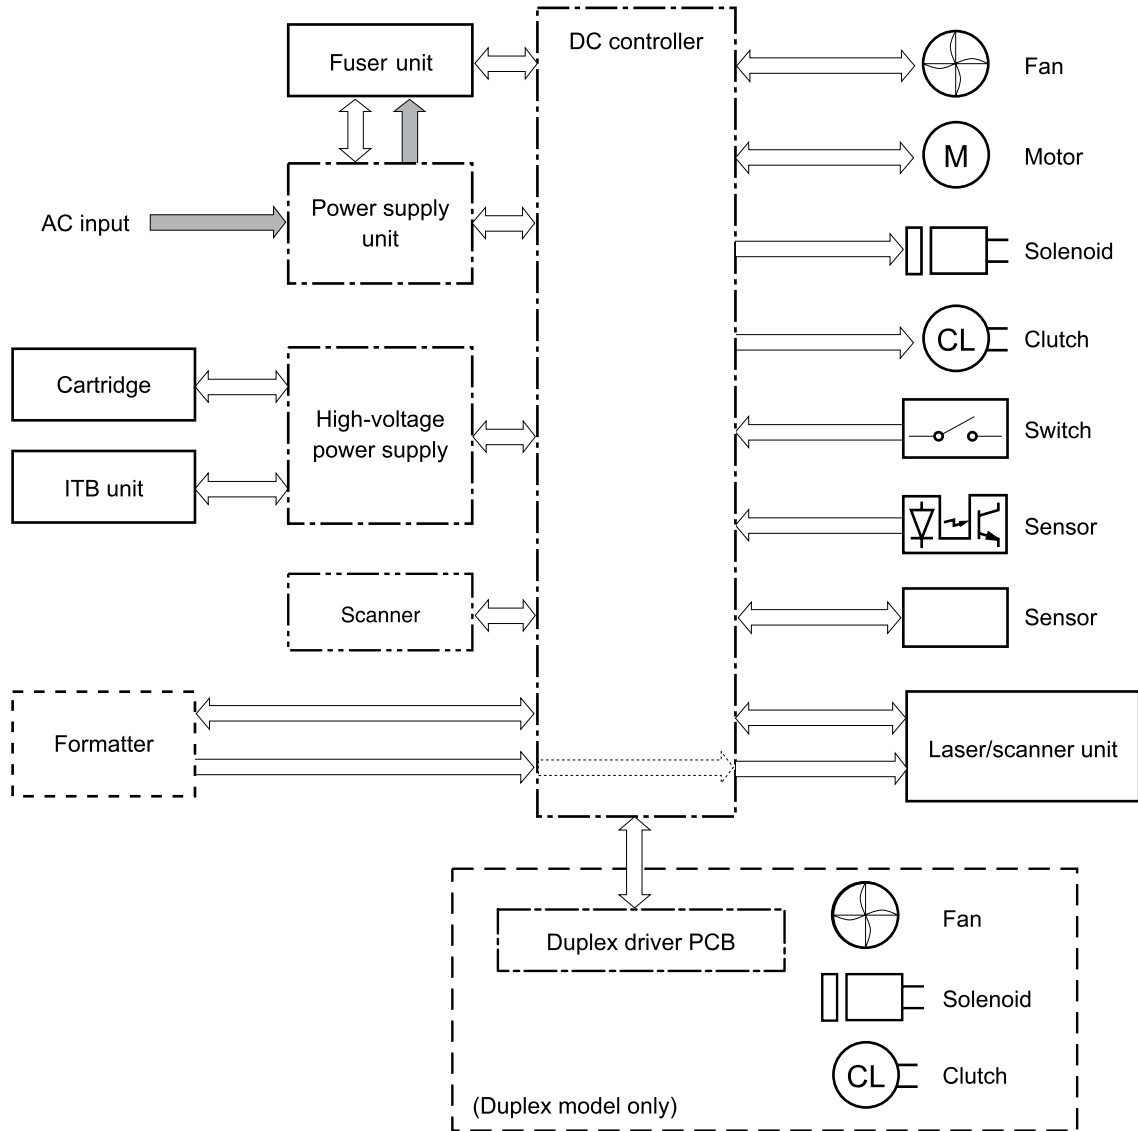 DC controller
Fuser unit
Fan
M
Motor
AC input
Power supply
unit
Solenoid
CL
Clutch
Cartridge
High-voltage
power supply
Switch
ITB unit
Sensor
Scanner
Sensor
Formatter
Laser/scanner unit
Duplex driver PCB
Fan
Solenoid
CL
Clutch
(Duplex model only)